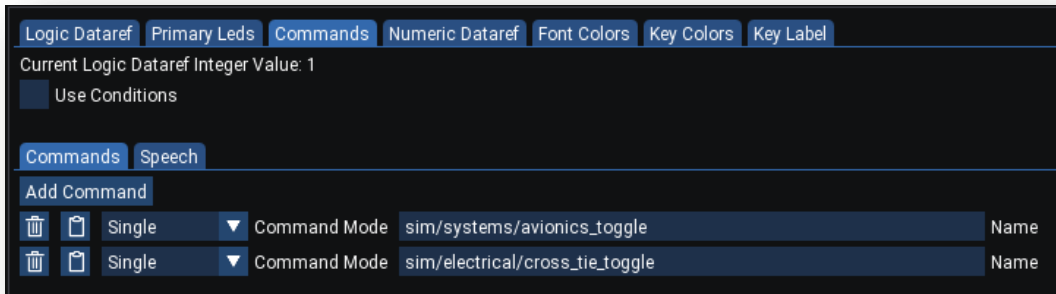 Logic Dataref Primary Leds Commands Numeric Dataref Font Colors Key Colors Key Label
Current Logic Dataref Integer Value: 1
Use Conditions
Commands Speech
Add Command
Single Command Mode sim/systems/avionics_toggle Name
Single Command Mode sim/electrical/cross_tie_toggle Name